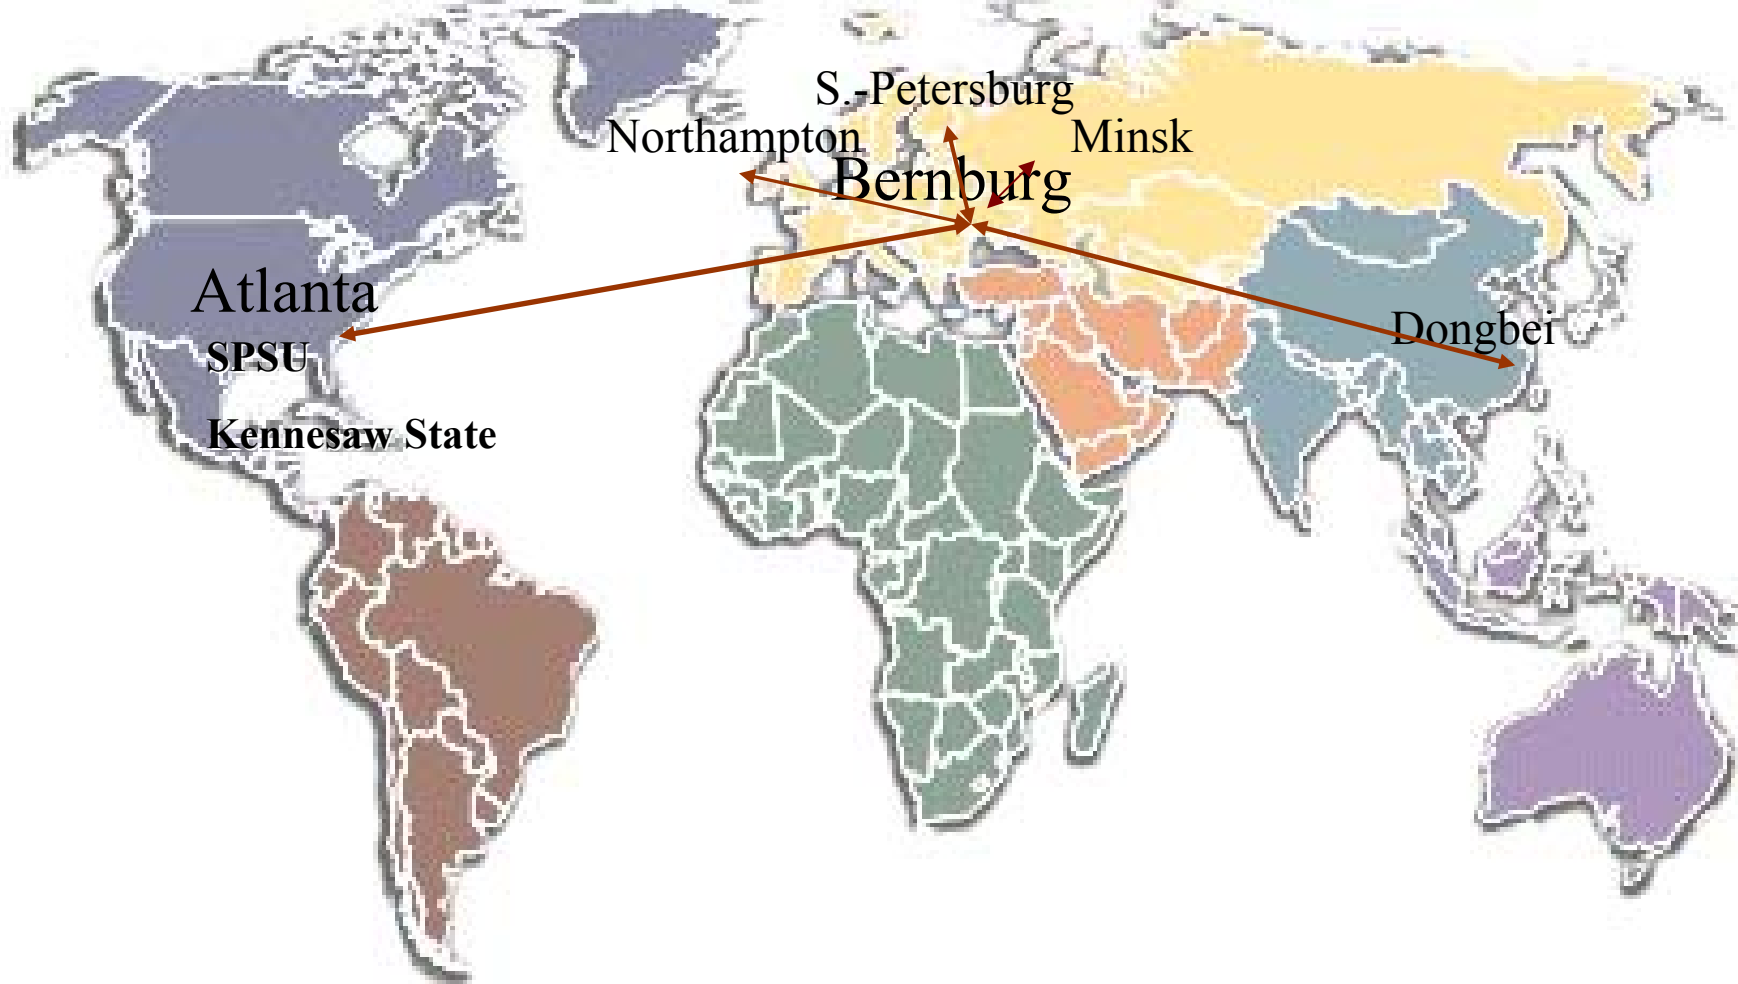 S.-Petersburg
Northampton
Minsk
Bernburg
Atlanta
SPSU
Dongbei
Kennesaw State